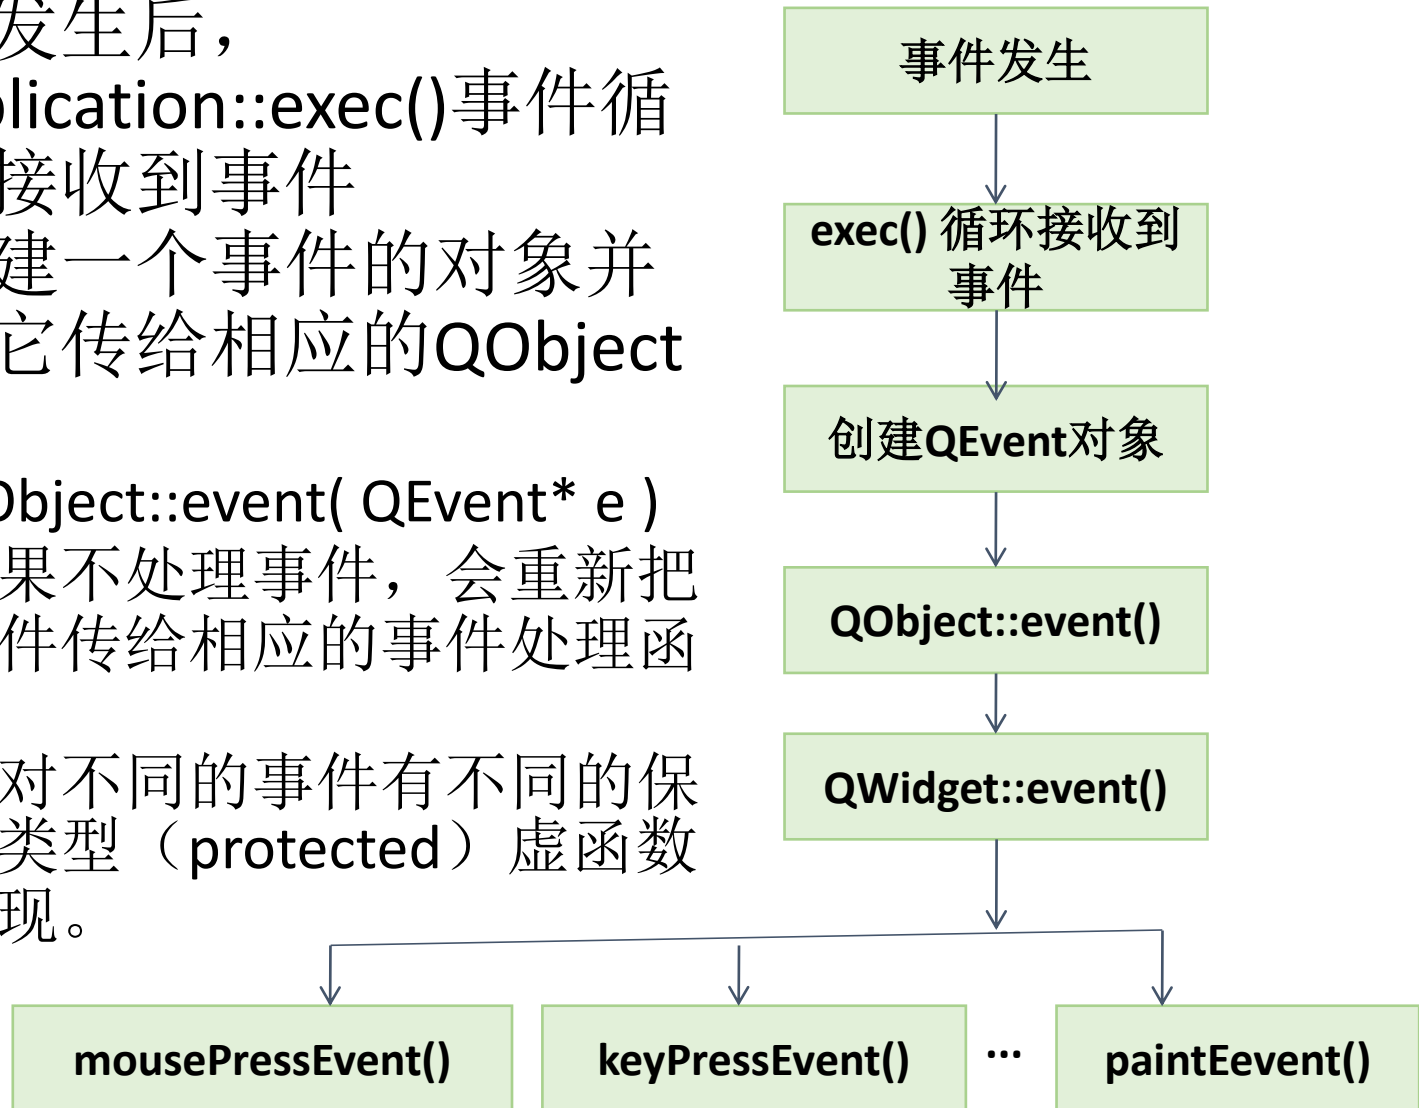 发生后，
plication::exec()事件循
接收到事件
建一个事件的对象并
它传给相应的QObject
Object::event( QEvent* e )
果不处理事件，会重新把
件传给相应的事件处理函
对不同的事件有不同的保
类型（protected）虚函数
现。
事件发生
exec() 循环接收到
事件
创建QEvent对象
QObject::event()
QWidget::event()
mousePressEvent()
keyPressEvent()
...
paintEevent()